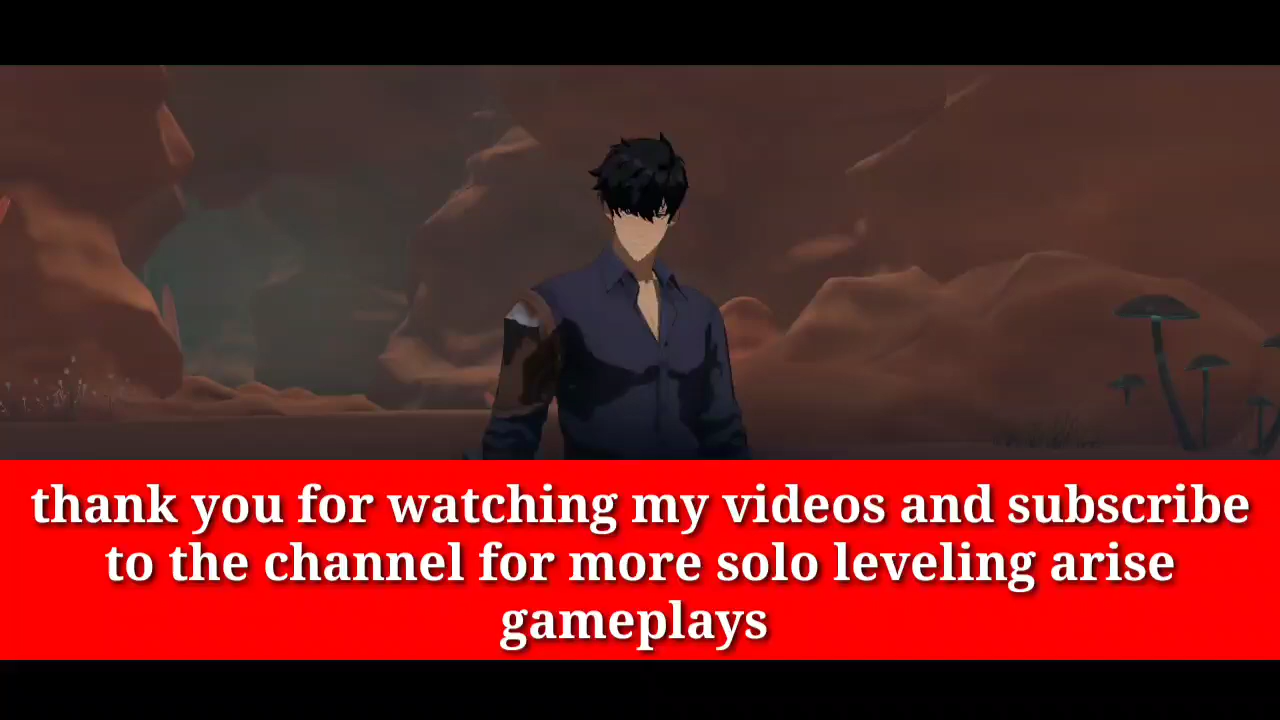 thank you for watching my videos and subscribe
to the channel for more solo leveling arise
gameplays